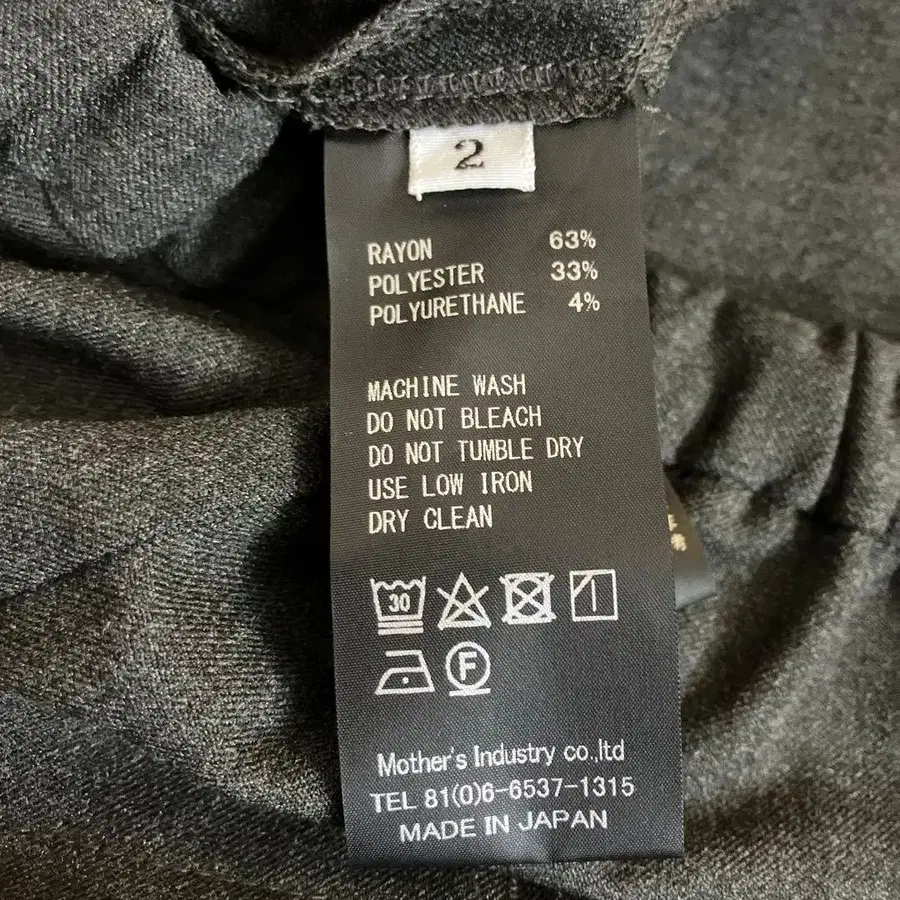 2
RAYON 63%
POLYESTER 33%
POLYURETHANE 4%
MACHINE WASH
DO NOT BLEACH
DO NOT TUMBLE DRY
USE LOW IRON
DRY CLEAN
30
F
Mother's Industry co.,ltd
TEL 81(0)6-6537-1315
MADE IN JAPAN